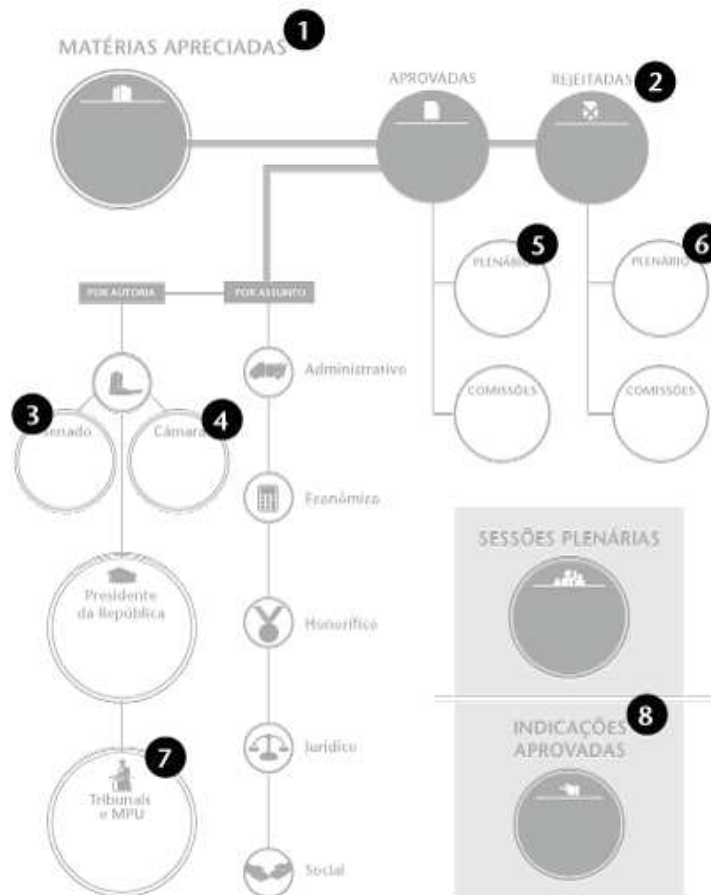 MATÉRIAS APRECIADAS 1
APROVADAS
REJEITADAS 2
5
PLENÁRIO
6
PLENÁRIO
POR AUTORIA
POR ASSUNTO
Administrativo
COMISSÕES
COMISSÕES
3
Senado
4
Câmara
Econômico
SESSÕES PLENÁRIAS
Presidente
da República
Honorífico
INDICAÇÕES 8
APROVADAS
Jurídico
7
Tribunais
e MPU
Social